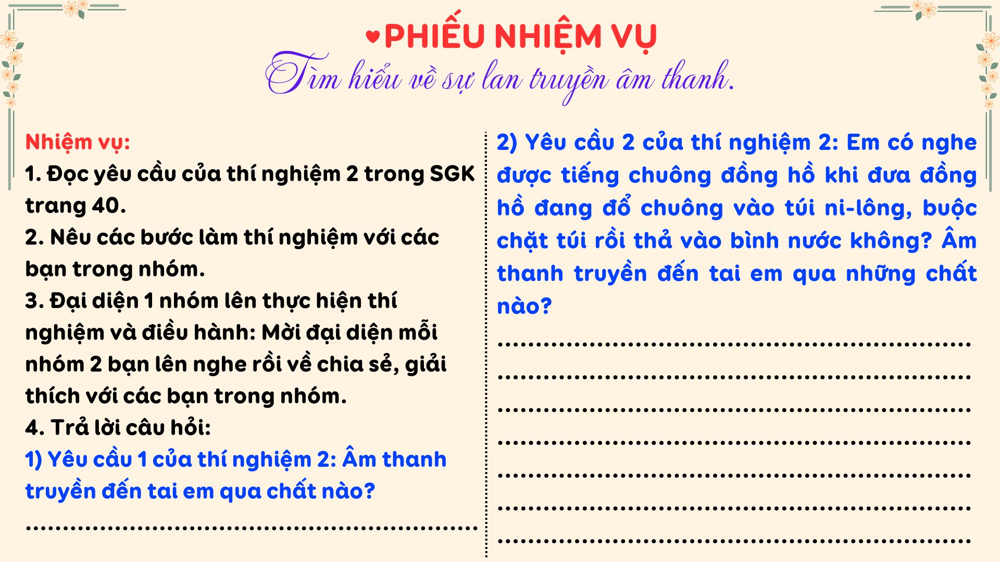 PHIẾU NHIỆM VỤ
Tìm hiểu về sự lan truyền âm thanh.
Nhiệm vụ:
1. Đọc yêu cầu của thí nghiệm 2 trong SGK
trang 40.
2. Nêu các bước làm thí nghiệm với các
bạn trong nhóm.
3. Đại diện 1 nhóm lên thực hiện thí
nghiệm và điều hành: Mời đại diện mỗi
nhóm 2 bạn lên nghe rồi về chia sẻ, giải
thích với các bạn trong nhóm.
4. Trả lời câu hỏi:
1) Yêu cầu 1 của thí nghiệm 2: Âm thanh
truyền đến tai em qua chất nào?
2) Yêu cầu 2 của thí nghiệm 2: Em có nghe
được tiếng chuông đồng hồ khi đưa đồng
hồ đang đổ chuông vào túi ni-lông, buộc
chặt túi rồi thả vào bình nước không? Âm
thanh truyền đến tai em qua những chất
nào?